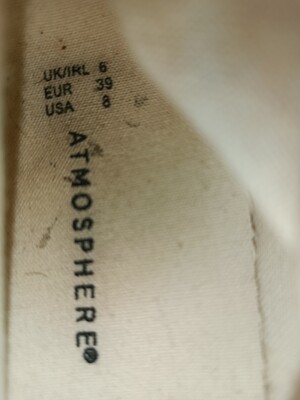 UK/IRL 6
EUR 39
USA 8
ATMOSPHERE®